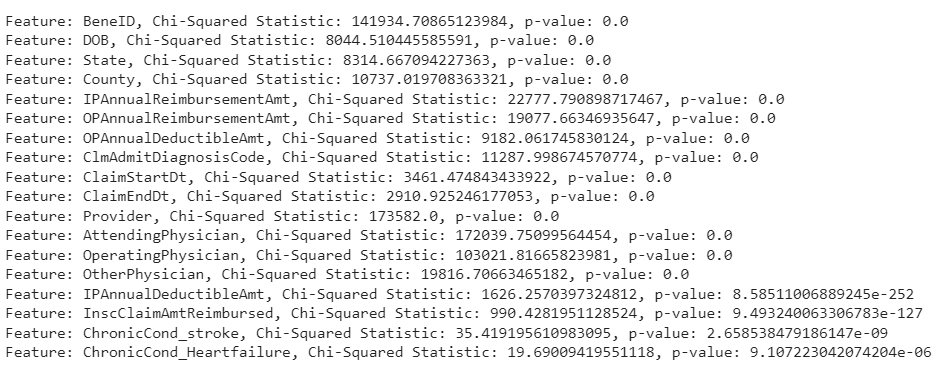 Feature: BeneID, Chi-Squared Statistic: 141934.70865123984, p-value: 0.0
Feature: DOB, Chi-Squared Statistic: 8044.510445585591, p-value: 0.0
Feature: State, Chi-Squared Statistic: 8314.667094227363, p-value: 0.0
Feature: County, Chi-Squared Statistic: 10737.019708363321, p-value: 0.0
Feature: IPAnnualReimbursementAmt, Chi-Squared Statistic: 22777.790898717467, p-value: 0.0
Feature: OPAnnualReimbursementAmt, Chi-Squared Statistic: 19077.66346935647, p-value: 0.0
Feature: OPAnnualDeductibleAmt, Chi-Squared Statistic: 9182.061745830124, p-value: 0.0
Feature: ClmAdmitDiagnosisCode, Chi-Squared Statistic: 11287.998674570774, p-value: 0.0
Feature: ClaimStartDt, Chi-Squared Statistic: 3461.474843433922, p-value: 0.0
Feature: ClaimEndDt, Chi-Squared Statistic: 2910.925246177053, p-value: 0.0
Feature: Provider, Chi-Squared Statistic: 173582.0, p-value: 0.0
Feature: AttendingPhysician, Chi-Squared Statistic: 172039.75099564454, p-value: 0.0
Feature: OperatingPhysician, Chi-Squared Statistic: 103021.81665823981, p-value: 0.0
Feature: OtherPhysician, Chi-Squared Statistic: 19816.70663465182, p-value: 0.0
Feature: IPAnnualDeductibleAmt, Chi-Squared Statistic: 1626.2570397324812, p-value: 8.58511006889245e-252
Feature: InscClaimAmtReimbursed, Chi-Squared Statistic: 990.4281951128524, p-value: 9.493240063306783e-127
Feature: ChronicCond_stroke, Chi-Squared Statistic: 35.419195610983095, p-value: 2.658538479186147e-09
Feature: ChronicCond_Heartfailure, Chi-Squared Statistic: 19.69009419551118, p-value: 9.107223042074204e-06